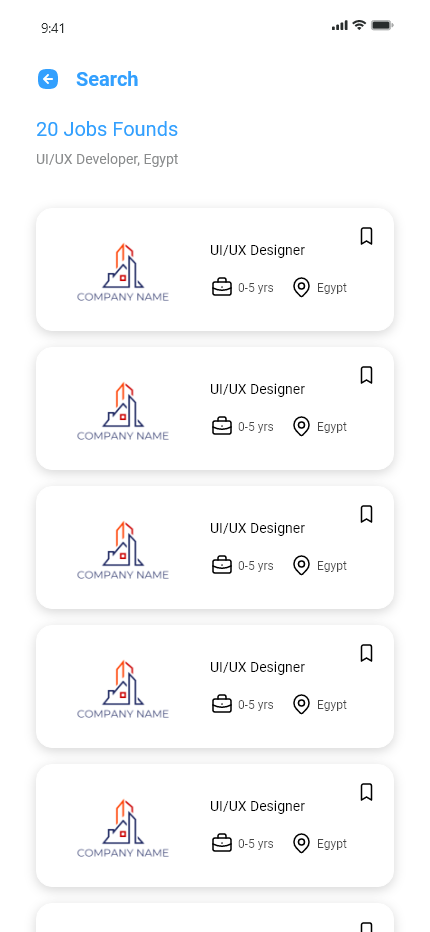 9:41
Search
20 Jobs Founds
UI/UX Developer, Egypt
UI/UX Designer
COMPANY NAME
0-5 yrs
Egypt
UI/UX Designer
COMPANY NAME
0-5 yrs
Egypt
UI/UX Designer
COMPANY NAME
0-5 yrs
Egypt
UI/UX Designer
COMPANY NAME
0-5 yrs
Egypt
UI/UX Designer
COMPANY NAME
0-5 yrs
Egypt